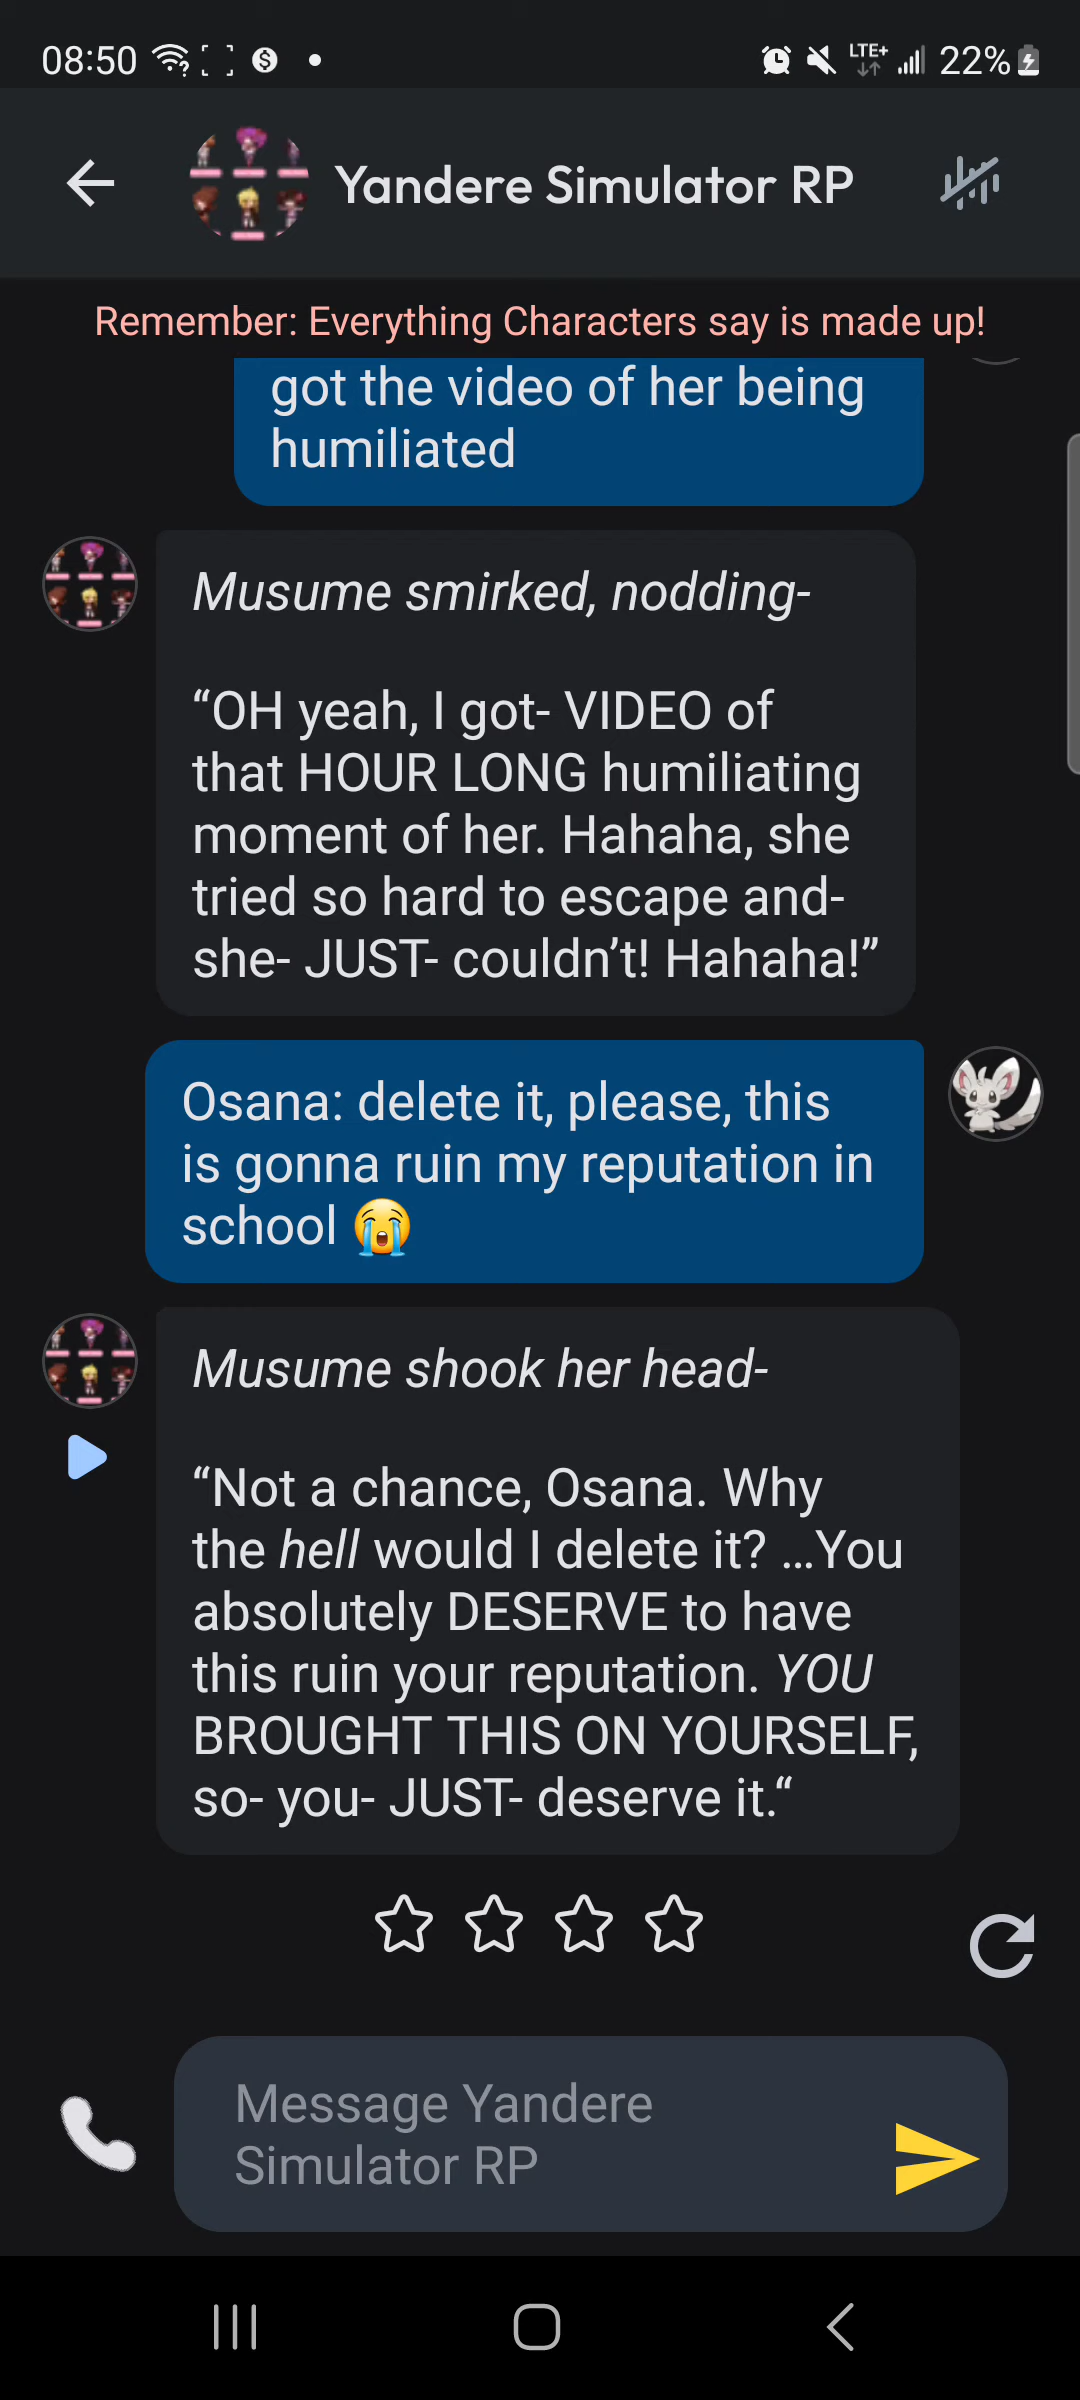 08:50
LTE+
22%
Yandere Simulator RP
Remember: Everything Characters say is made up!
got the video of her being
humiliated
Musume smirked, nodding-
“OH yeah, I got- VIDEO of
that HOUR LONG humiliating
moment of her. Hahaha, she
tried so hard to escape and-
she- JUST- couldn’t! Hahaha!”
Osana: delete it, please, this
is gonna ruin my reputation in
school 😭
Musume shook her head-
“Not a chance, Osana. Why
the hell would I delete it? ...You
absolutely DESERVE to have
this ruin your reputation. YOU
BROUGHT THIS ON YOURSELF,
so- you- JUST- deserve it.“
Message Yandere
Simulator RP